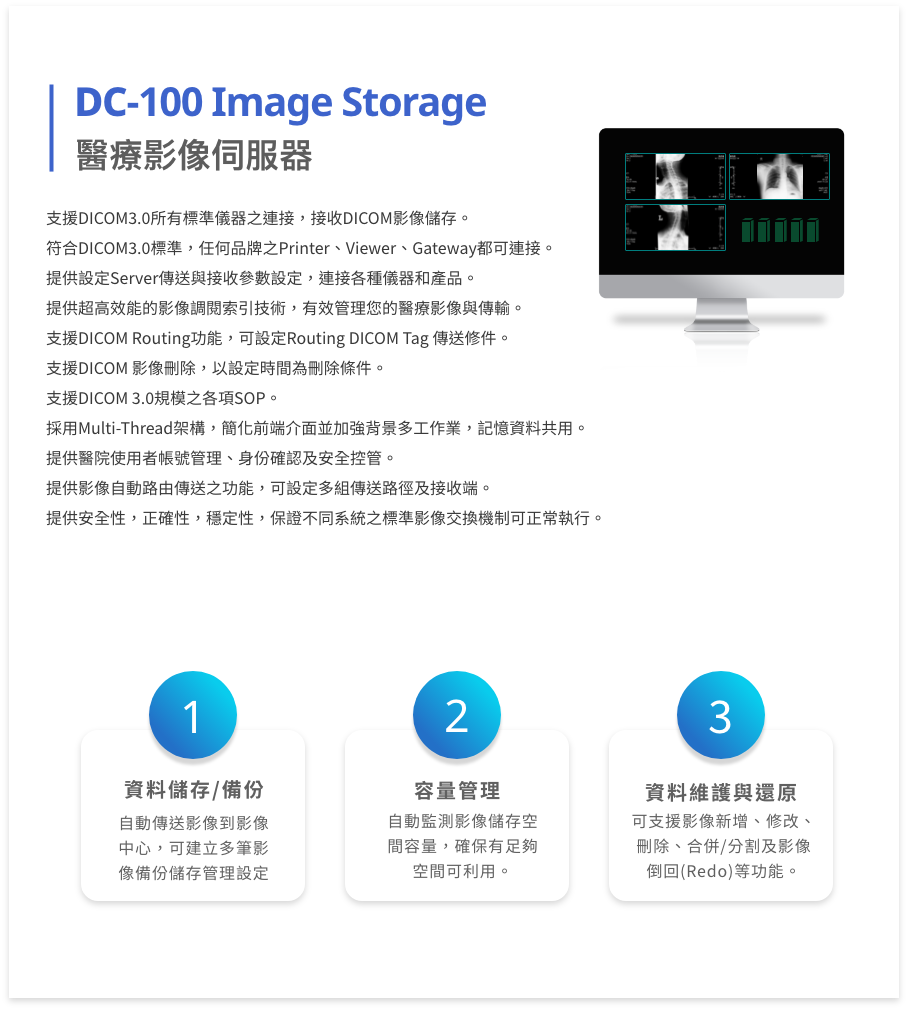 DC-100 Image Storage
醫療影像伺服器
支援DICOM3.0所有標準儀器之連接，接收DICOM影像儲存。
符合DICOM3.0標準，任何品牌之Printer、Viewer、Gateway都可連接。
提供設定Server傳送與接收參數設定，連接各種儀器和產品。
提供超高效能的影像調閱索引技術，有效管理您的醫療影像與傳輸。
支援DICOM Routing功能，可設定Routing DICOM Tag 傳送修件。
支援DICOM 影像刪除，以設定時間為刪除條件。
支援DICOM 3.0規模之各項SOP。
採用Multi-Thread架構，簡化前端介面並加強背景多工作業，記憶資料共用。
提供醫院使用者帳號管理、身份確認及安全控管。
提供影像自動路由傳送之功能，可設定多組傳送路徑及接收端。
提供安全性，正確性，穩定性，保證不同系統之標準影像交換機制可正常執行。
1
資料儲存/備份
自動傳送影像到影像
中心，可建立多筆影
像備份儲存管理設定
2
容量管理
自動監測影像儲存空
間容量，確保有足夠
空間可利用。
3
資料維護與還原
可支援影像新增、修改、
刪除、合併/分割及影像
倒回(Redo)等功能。